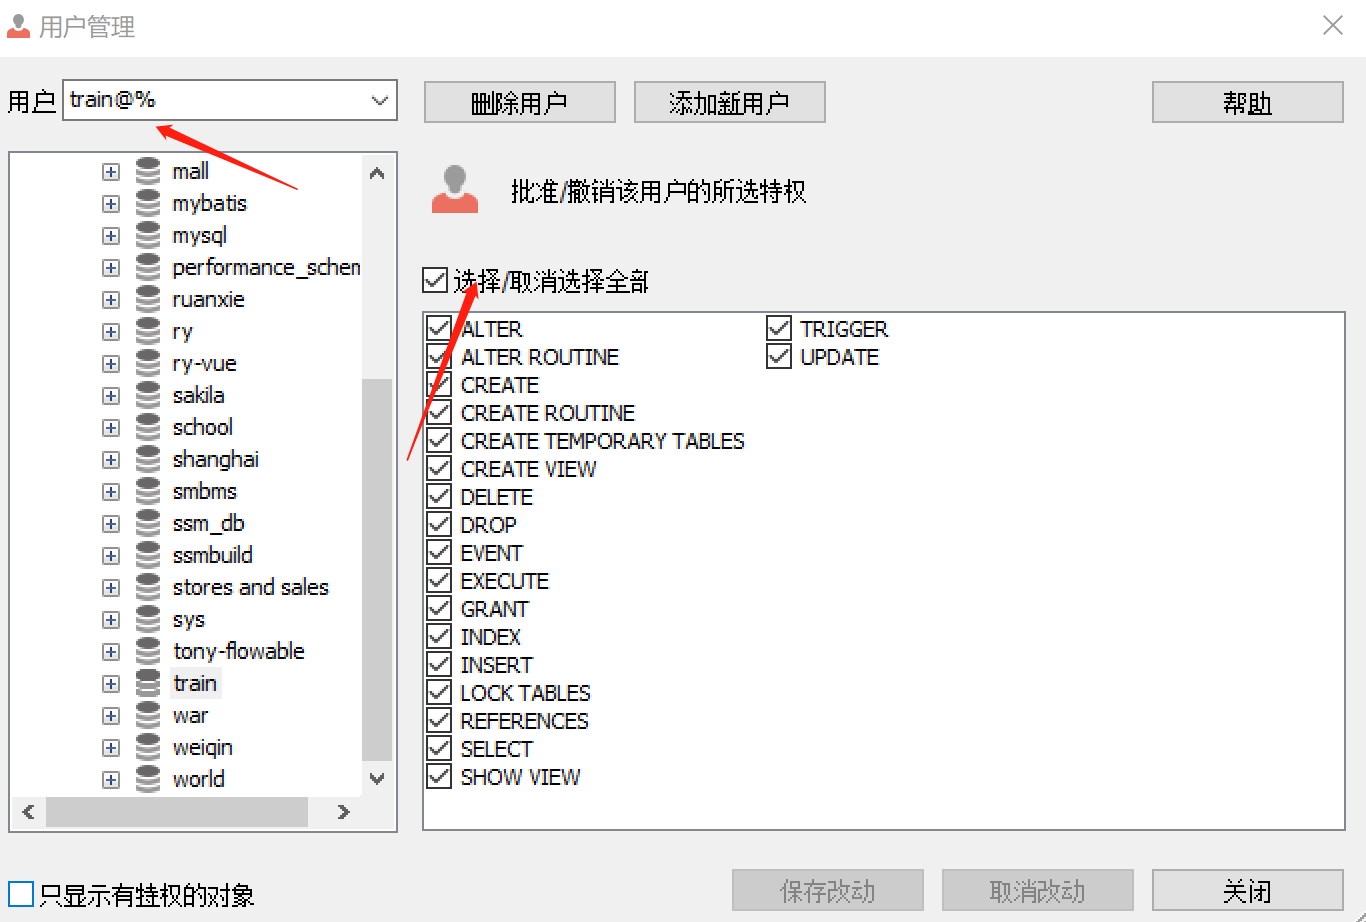 用户管理
用户 train@% 删除用户 添加新用户 帮助
mall
mybatis
mysql
performance_schem
ruanxie
ry
ry-vue
sakila
school
shanghai
smbms
ssm_db
ssmbuild
stores and sales
sys
tony-flowable
train
war
weiqin
world
批准/撤销该用户的所选特权
选择/取消选择全部
ALTER
ALTER ROUTINE
CREATE
CREATE ROUTINE
CREATE TEMPORARY TABLES
CREATE VIEW
DELETE
DROP
EVENT
EXECUTE
GRANT
INDEX
INSERT
LOCK TABLES
REFERENCES
SELECT
SHOW VIEW
TRIGGER
UPDATE
只显示有挂权的对象 保存改动 取消改动 关闭